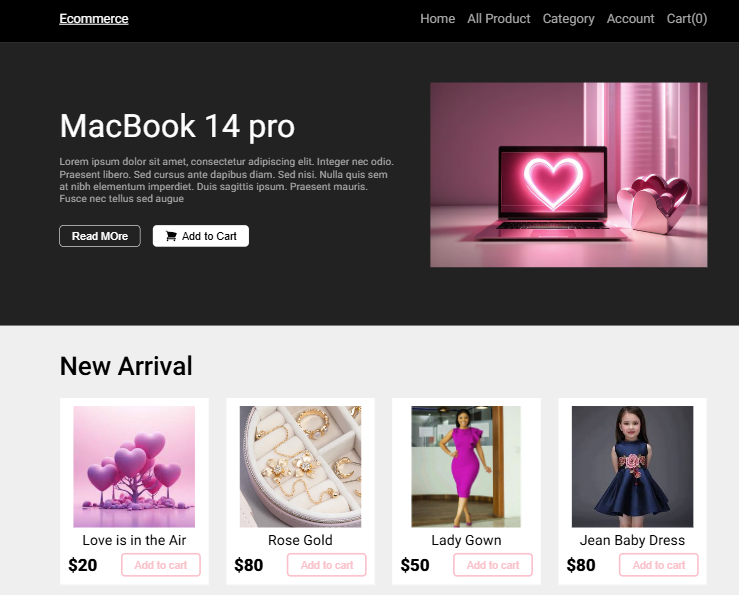 Ecommerce
Home All Product Category Account Cart(0)
MacBook 14 pro
Lorem ipsum dolor sit amet, consectetur adipiscing elit. Integer nec odio.
Praesent libero. Sed cursus ante dapibus diam. Sed nisi. Nulla quis sem
at nibh elementum imperdiet. Duis sagittis ipsum. Praesent mauris.
Fusce nec tellus sed augue
Read MOre Add to Cart
New Arrival
Love is in the Air
$20 Add to cart
Rose Gold
$80 Add to cart
Lady Gown
$50 Add to cart
Jean Baby Dress
$80 Add to cart